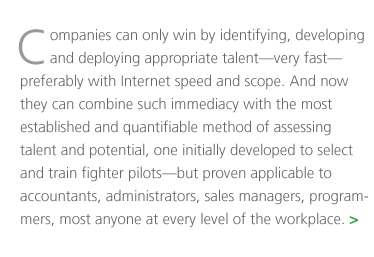 Companies can only win by identifying, developing
and deploying appropriate talent—very fast—
preferably with Internet speed and scope. And now
they can combine such immediacy with the most
established and quantifiable method of assessing
talent and potential, one initially developed to select
and train fighter pilots—but proven applicable to
accountants, administrators, sales managers, program-
mers, most anyone at every level of the workplace. >